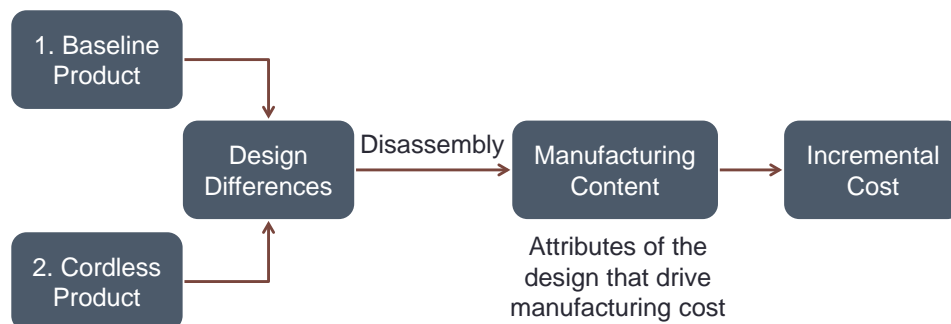 1. Baseline
Product
Design
Differences
Disassembly
Manufacturing
Content
Incremental
Cost
2. Cordless
Product
Attributes of the
design that drive
manufacturing cost